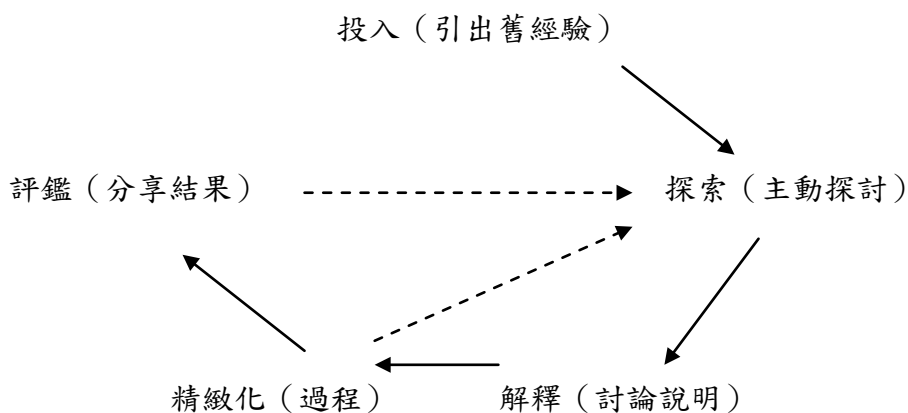 投入（引出舊經驗）
評鑑（分享結果）
探索（主動探討）
精緻化（過程）
解釋（討論說明）